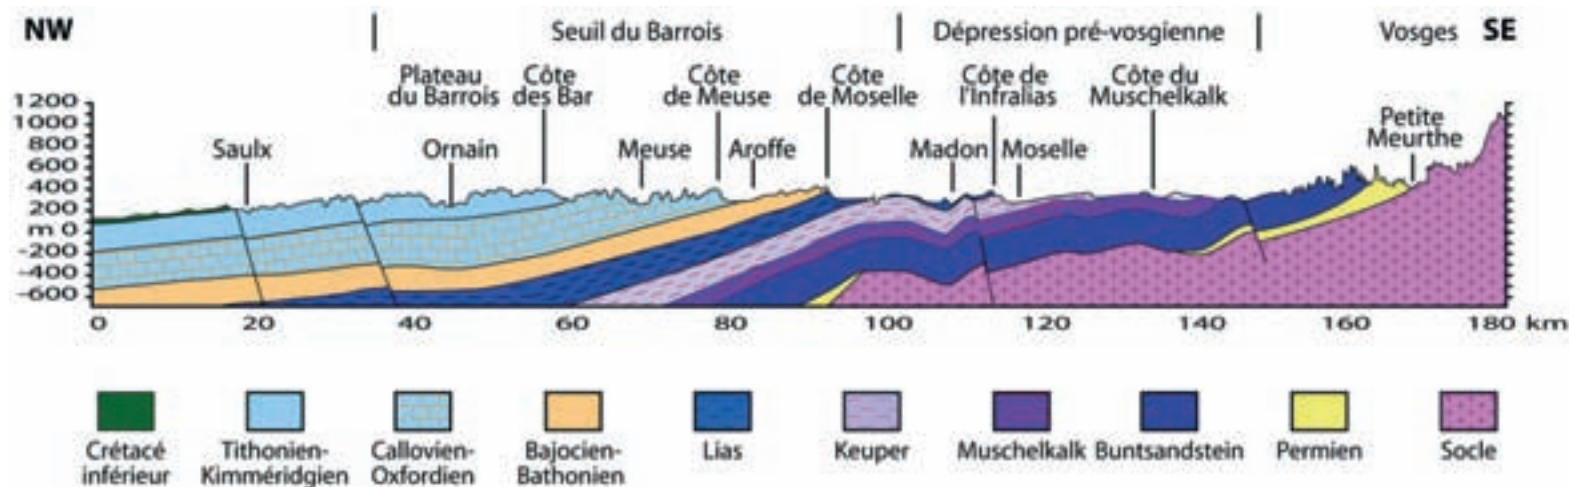 NW
Seuil du Barrois
Dépression pré-vosgienne
Vosges SE
Plateau
du Barrois
Côte
des Bar
Côte
de Meuse
Côte
de Moselle
Côte de
l'Infralias
Côte du
Muschelkalk
Petite
Meurthe
Saulx
Ornain
Meuse
Aroffe
Madon
Moselle
1200
1000
800
600
400
200
m 0
-200
-400
-600
0 20 40 60 80 100 120 140 160 180 km
Crétacé
inférieur
Tithonien-
Kimméridgien
Callovien-
Oxfordien
Bajocien-
Bathonien
Lias
Keuper
Muschelkalk
Buntsandstein
Permien
Socle